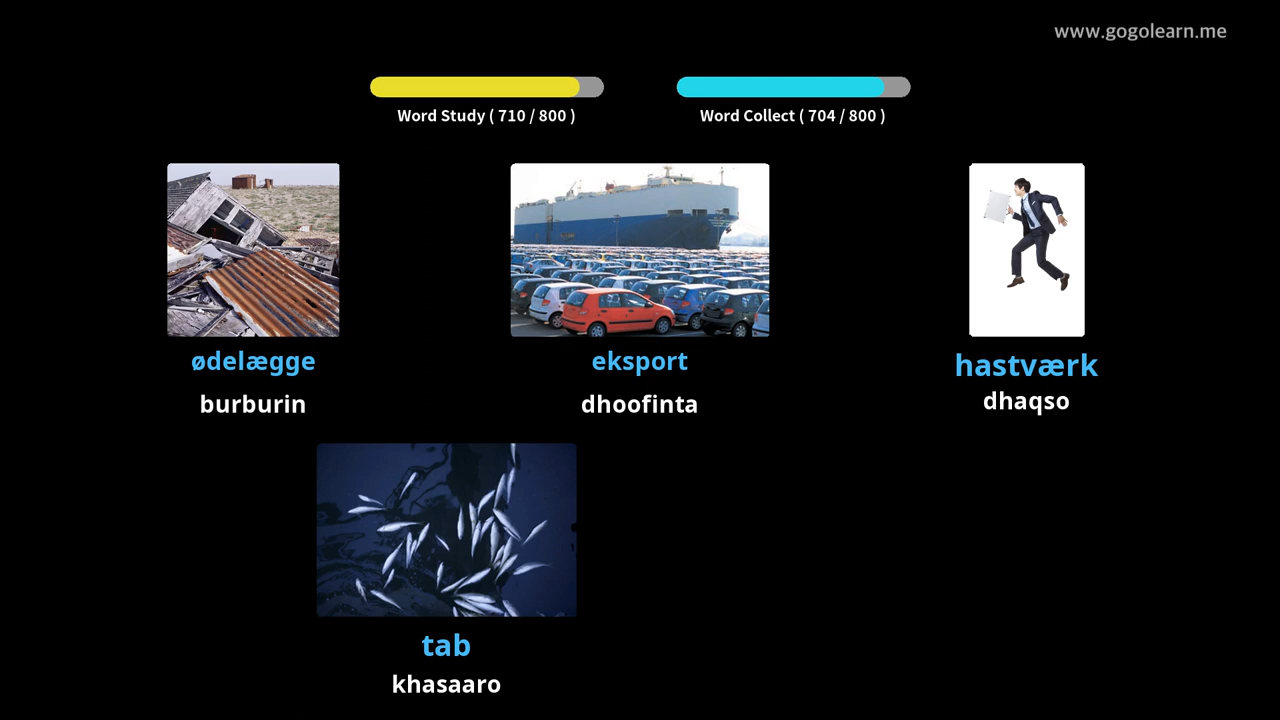 www.gogolearn.me
Word Study ( 710 / 800 )
Word Collect ( 704 / 800 )
ødelægge
burburin
eksport
dhoofinta
hastværk
dhaqso
tab
khasaaro